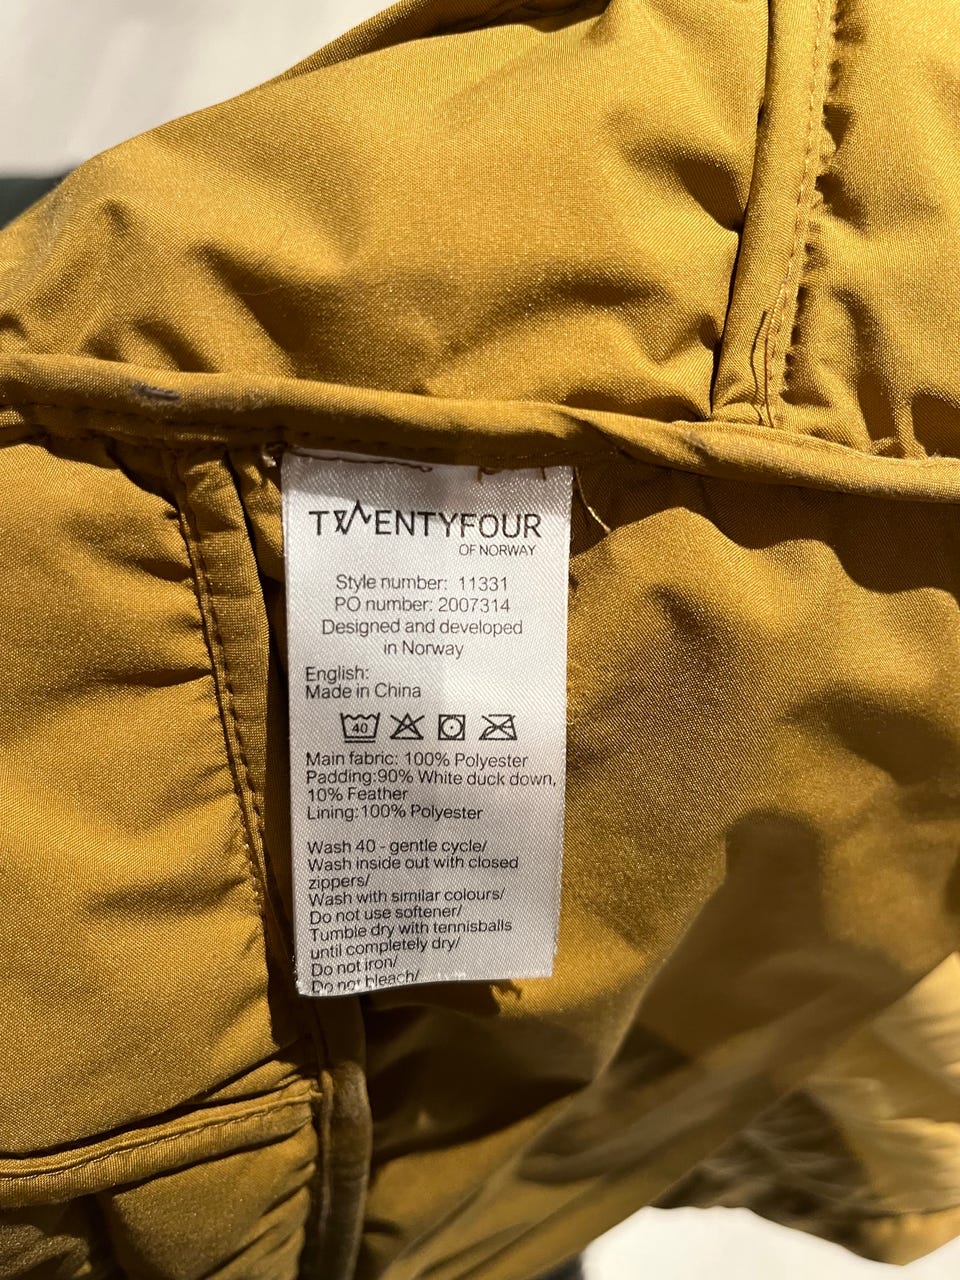 TWENTYFOUR
OF NORWAY
Style number: 11331
PO number: 2007314
Designed and developed
in Norway
English:
Made in China
40
Main fabric: 100% Polyester
Padding:90% White duck down,
10% Feather
Lining:100% Polyester
Wash 40 - gentle cycle/
Wash inside out with closed
zippers/
Wash with similar colours/
Do not use softener/
Tumble dry with tennisballs
until completely dry/
Do not iron/
Do not bleach/